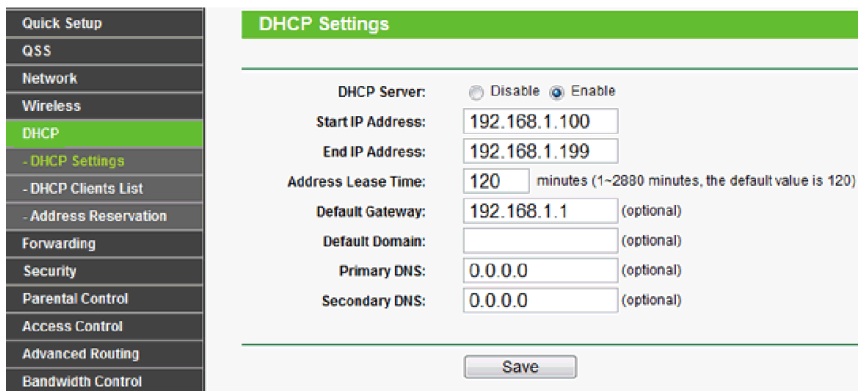 Quick Setup
QSS
Network
Wireless
DHCP
- DHCP Settings
- DHCP Clients List
- Address Reservation
Forwarding
Security
Parental Control
Access Control
Advanced Routing
Bandwidth Control
DHCP Settings
DHCP Server: Disable Enable
Start IP Address: 192.168.1.100
End IP Address: 192.168.1.199
Address Lease Time: 120 minutes (1~2880 minutes, the default value is 120)
Default Gateway: 192.168.1.1 (optional)
Default Domain: (optional)
Primary DNS: 0.0.0.0 (optional)
Secondary DNS: 0.0.0.0 (optional)
Save